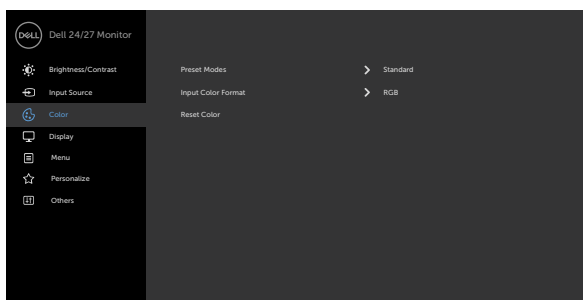 DELL Dell 24/27 Monitor
Brightness/Contrast
Input Source
Color
Display
Menu
Personalize
Others
Preset Modes Standard
Input Color Format RGB
Reset Color